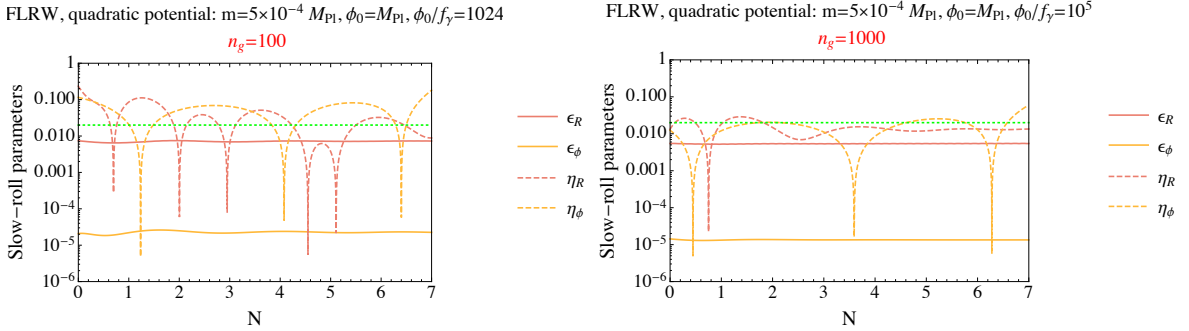 FLRW, quadratic potential: m=5×10⁻⁴ M_Pl, ϕ₀=M_Pl, ϕ₀/f_γ=1024
n_g=100
Slow-roll parameters
1
0.100
0.010
0.001
10⁻⁴
10⁻⁵
10⁻⁶
0 1 2 3 4 5 6 7
N
ϵ_R
ϵ_ϕ
η_R
η_ϕ
FLRW, quadratic potential: m=5×10⁻⁴ M_Pl, ϕ₀=M_Pl, ϕ₀/f_γ=10⁵
n_g=1000
Slow-roll parameters
1
0.100
0.010
0.001
10⁻⁴
10⁻⁵
10⁻⁶
0 1 2 3 4 5 6 7
N
ϵ_R
ϵ_ϕ
η_R
η_ϕ